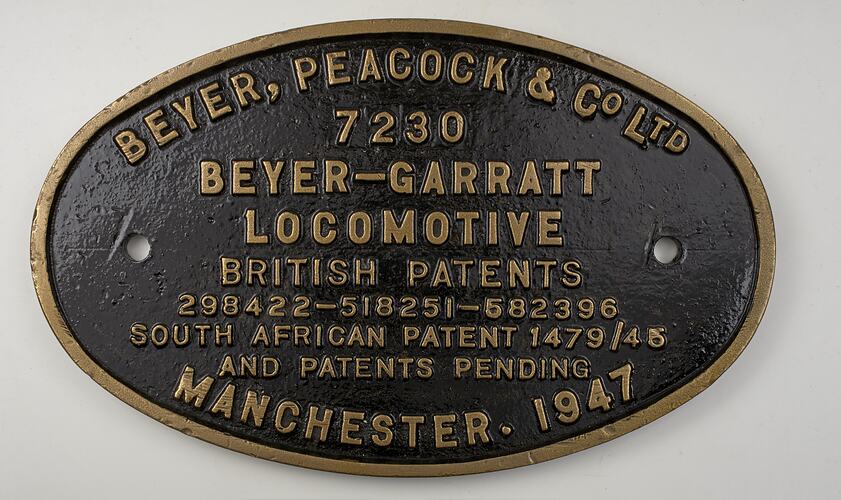 BEYER, PEACOCK & CO LTD
7230
BEYER-GARRATT
LOCOMOTIVE
BRITISH PATENTS
298422-518251-582396
SOUTH AFRICAN PATENT 1479/45
AND PATENTS PENDING
MANCHESTER. 1947